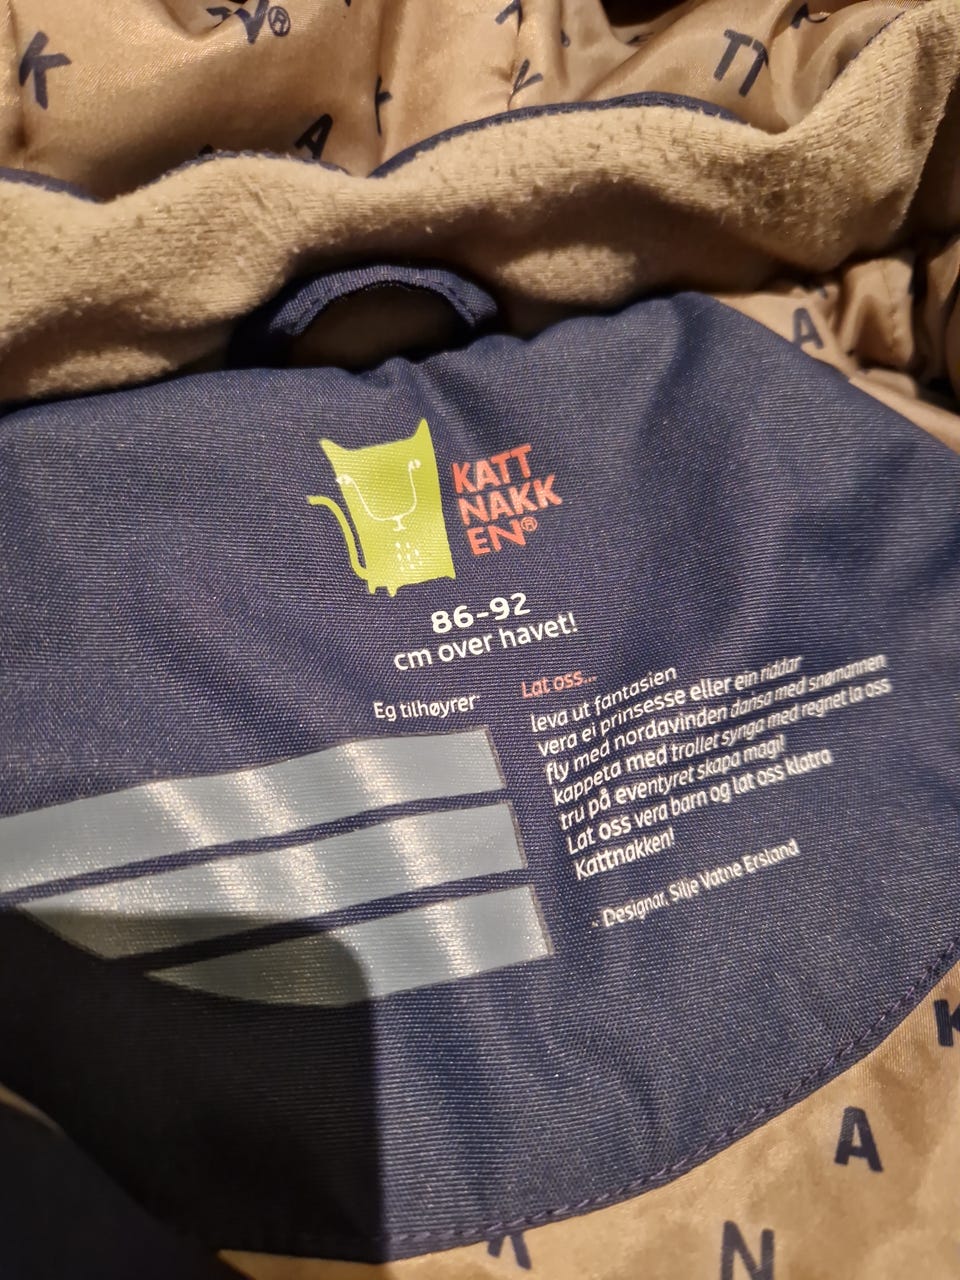 K
N®
K
TT
K
K
A
A
KATT
NAKK
EN®
86-92
cm over havet!
Eg tilhøyrer
Lat oss...
leva ut fantasien
vera ei prinsesse eller ein riddar
fly med nordavinden dansa med snømannen
kappeta med trollet synga med regnet la oss
tru på eventyret skapa magi!
Lat oss vera barn og lat oss klatra
Kattnakken!
- Designar, Silje Vatne Ersland
K
A
K
N